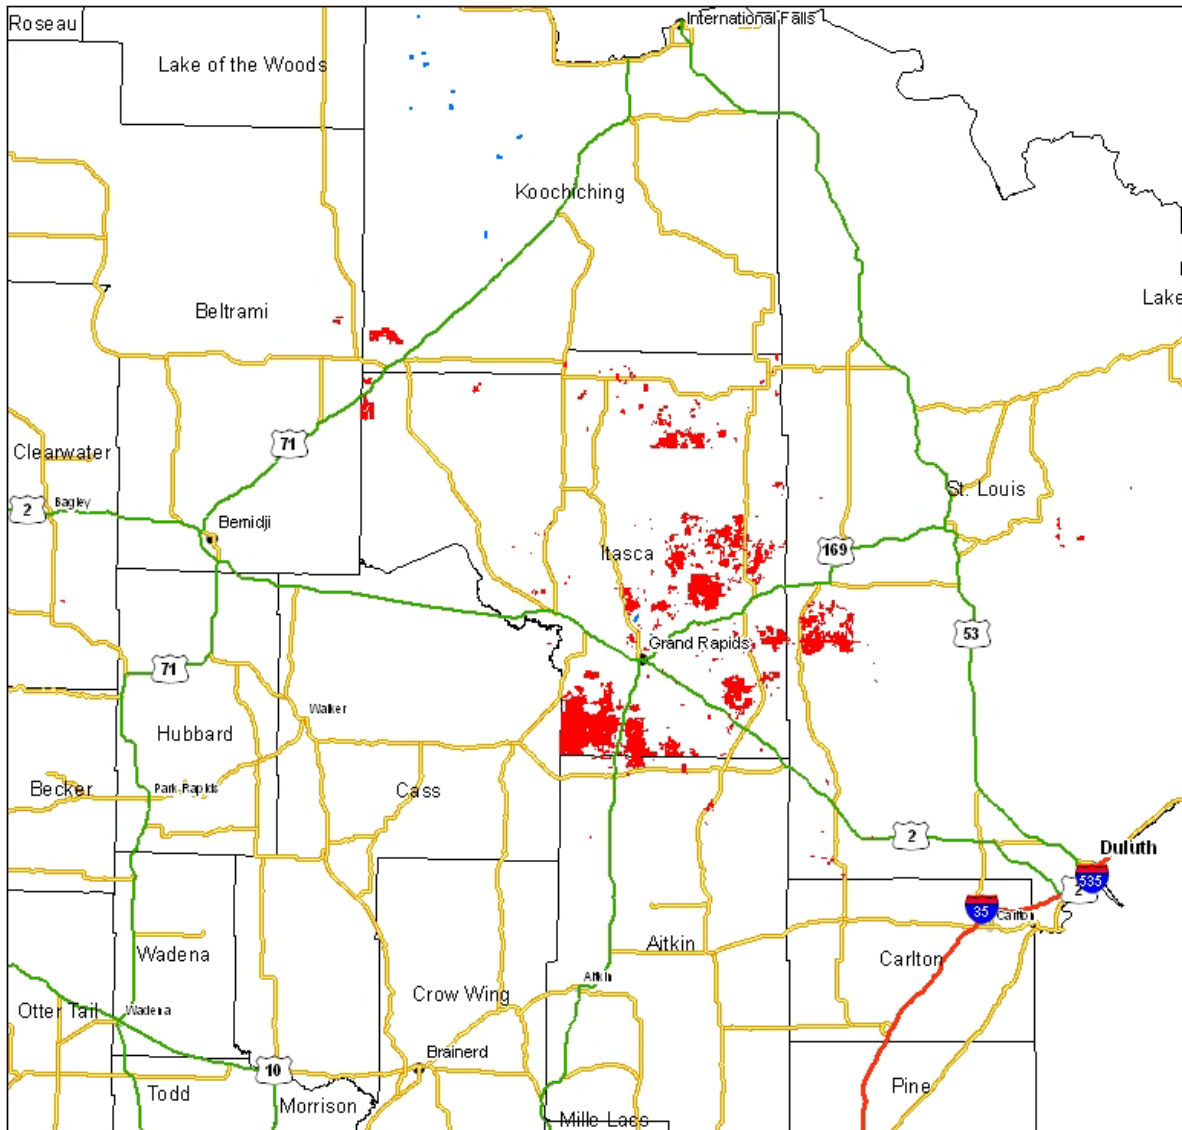 Roseau
International Falls
Lake of the Woods
Koochiching
Lake
Beltrami
71
Clearwater
Bagley
2
Bemidji
St. Louis
169
Itasca
53
Grand Rapids
71
Walker
Hubbard
Becker
Park Rapids
Cass
2
Duluth
535
2
35
Carlton
Wadena
Aitkin
Carlton
Aitkin
Crow Wing
Otter Tail
Wadena
Brainerd
10
Todd
Morrison
Pine
Mille Lacs